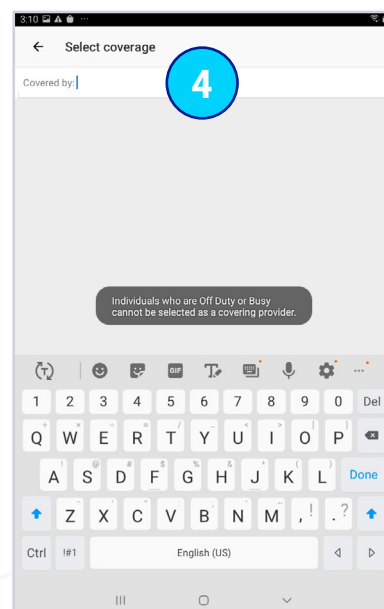 3:10
Select coverage
Covered by:
4
Individuals who are Off Duty or Busy
cannot be selected as a covering provider.
GIF
1 2 3 4 5 6 7 8 9 0 Del
Q W E R T Y U I O P
A ! S @ D # F $ G % H & J * K ( L ) Done
Z X C V B N M , ! . ?
Ctrl !#1 English (US)